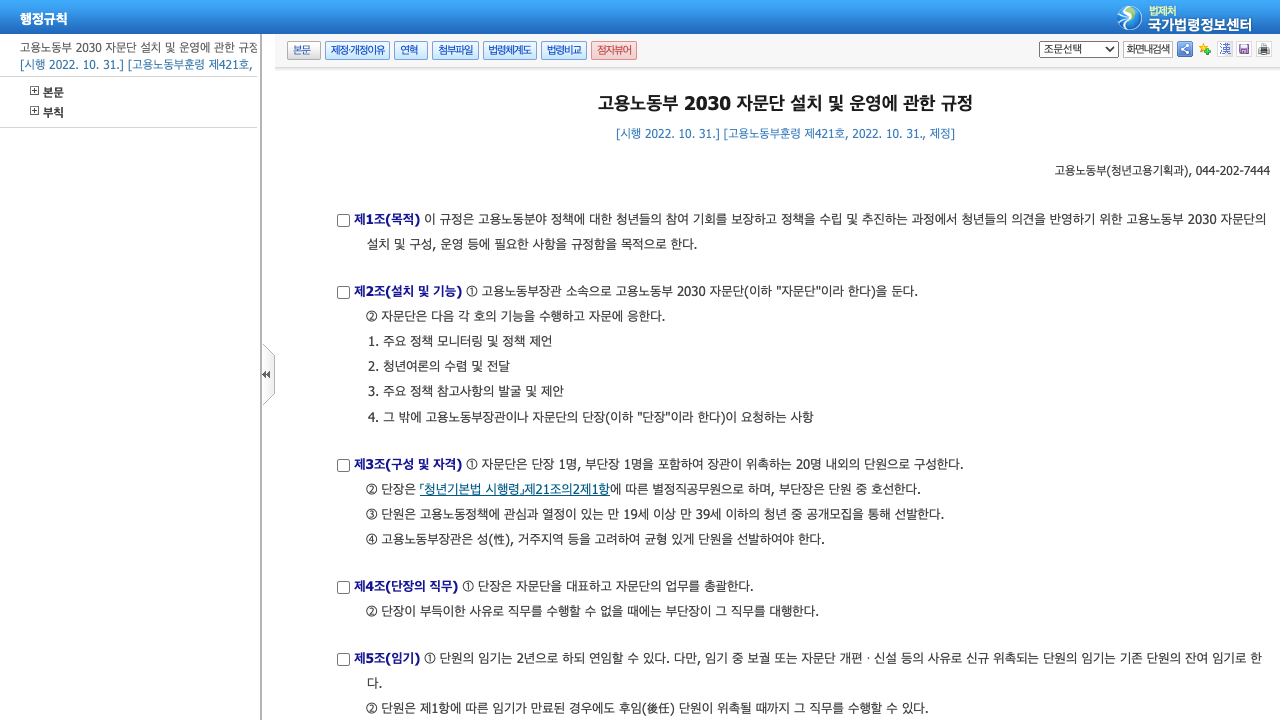 행정규칙
법제처
국가법령정보센터
고용노동부 2030 자문단 설치 및 운영에 관한 규정
[시행 2022. 10. 31.] [고용노동부훈령 제421호,
본문
부칙
본문 제정·개정이유 연혁 첨부파일 법령체계도 법령비교 점자뷰어
조문선택 화면내검색 漢
고용노동부 2030 자문단 설치 및 운영에 관한 규정
[시행 2022. 10. 31.] [고용노동부훈령 제421호, 2022. 10. 31., 제정]
고용노동부(청년고용기획과), 044-202-7444
제1조(목적) 이 규정은 고용노동분야 정책에 대한 청년들의 참여 기회를 보장하고 정책을 수립 및 추진하는 과정에서 청년들의 의견을 반영하기 위한 고용노동부 2030 자문단의
설치 및 구성, 운영 등에 필요한 사항을 규정함을 목적으로 한다.
제2조(설치 및 기능) ① 고용노동부장관 소속으로 고용노동부 2030 자문단(이하 "자문단"이라 한다)을 둔다.
② 자문단은 다음 각 호의 기능을 수행하고 자문에 응한다.
1. 주요 정책 모니터링 및 정책 제언
2. 청년여론의 수렴 및 전달
3. 주요 정책 참고사항의 발굴 및 제안
4. 그 밖에 고용노동부장관이나 자문단의 단장(이하 "단장"이라 한다)이 요청하는 사항
제3조(구성 및 자격) ① 자문단은 단장 1명, 부단장 1명을 포함하여 장관이 위촉하는 20명 내외의 단원으로 구성한다.
② 단장은 「청년기본법 시행령」제21조의2제1항에 따른 별정직공무원으로 하며, 부단장은 단원 중 호선한다.
③ 단원은 고용노동정책에 관심과 열정이 있는 만 19세 이상 만 39세 이하의 청년 중 공개모집을 통해 선발한다.
④ 고용노동부장관은 성(性), 거주지역 등을 고려하여 균형 있게 단원을 선발하여야 한다.
제4조(단장의 직무) ① 단장은 자문단을 대표하고 자문단의 업무를 총괄한다.
② 단장이 부득이한 사유로 직무를 수행할 수 없을 때에는 부단장이 그 직무를 대행한다.
제5조(임기) ① 단원의 임기는 2년으로 하되 연임할 수 있다. 다만, 임기 중 보궐 또는 자문단 개편ㆍ신설 등의 사유로 신규 위촉되는 단원의 임기는 기존 단원의 잔여 임기로 한
다.
② 단원은 제1항에 따른 임기가 만료된 경우에도 후임(後任) 단원이 위촉될 때까지 그 직무를 수행할 수 있다.